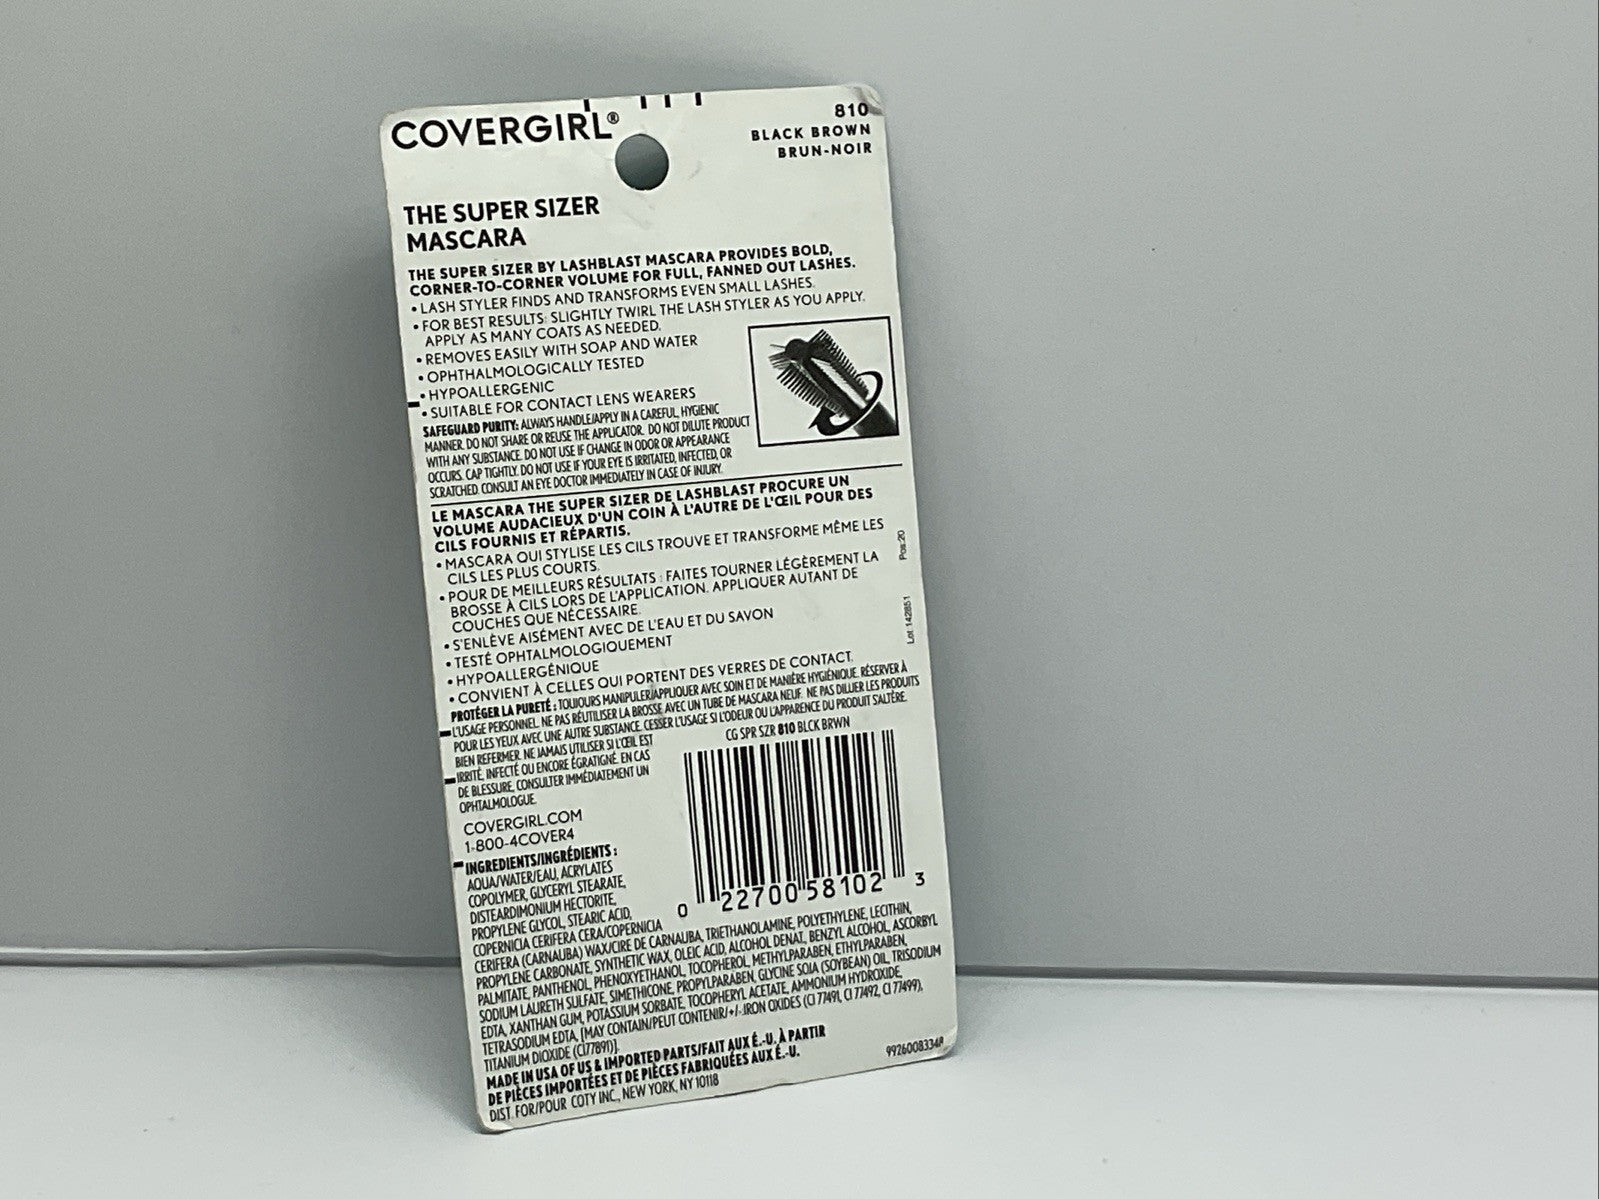 COVERGIRL®
810
BLACK BROWN
BRUN-NOIR
THE SUPER SIZER
MASCARA
THE SUPER SIZER BY LASHBLAST MASCARA PROVIDES BOLD,
CORNER-TO-CORNER VOLUME FOR FULL, FANNED OUT LASHES.
• LASH STYLER FINDS AND TRANSFORMS EVEN SMALL LASHES.
• FOR BEST RESULTS: SLIGHTLY TWIRL THE LASH STYLER AS YOU APPLY.
APPLY AS MANY COATS AS NEEDED.
• REMOVES EASILY WITH SOAP AND WATER
• OPHTHALMOLOGICALLY TESTED
• HYPOALLERGENIC
• SUITABLE FOR CONTACT LENS WEARERS
SAFEGUARD PURITY: ALWAYS HANDLE/APPLY IN A CAREFUL, HYGIENIC
MANNER. DO NOT SHARE OR REUSE THE APPLICATOR. DO NOT DILUTE PRODUCT
WITH ANY SUBSTANCE. DO NOT USE IF CHANGE IN ODOR OR APPEARANCE
OCCURS. CAP TIGHTLY. DO NOT USE IF YOUR EYE IS IRRITATED, INFECTED, OR
SCRATCHED. CONSULT AN EYE DOCTOR IMMEDIATELY IN CASE OF INJURY.
LE MASCARA THE SUPER SIZER DE LASHBLAST PROCURE UN
VOLUME AUDACIEUX D'UN COIN À L'AUTRE DE L'ŒIL POUR DES
CILS FOURNIS ET RÉPARTIS.
• MASCARA QUI STYLISE LES CILS TROUVE ET TRANSFORME MÊME LES
CILS LES PLUS COURTS.
• POUR DE MEILLEURS RÉSULTATS : FAITES TOURNER LÉGÈREMENT LA
BROSSE À CILS LORS DE L'APPLICATION. APPLIQUER AUTANT DE
COUCHES QUE NÉCESSAIRE.
• S'ENLÈVE AISÉMENT AVEC DE L'EAU ET DU SAVON
• TESTÉ OPHTALMOLOGIQUEMENT
• HYPOALLERGÉNIQUE
• CONVIENT À CELLES QUI PORTENT DES VERRES DE CONTACT.
PROTÉGER LA PURETÉ : TOUJOURS MANIPULER/APPLIQUER AVEC SOIN ET DE MANIÈRE HYGIÉNIQUE. RÉSERVER À
L'USAGE PERSONNEL. NE PAS RÉUTILISER LA BROSSE AVEC UN TUBE DE MASCARA NEUF. NE PAS DILUER LES PRODUITS
POUR LES YEUX AVEC UNE AUTRE SUBSTANCE. CESSER L'USAGE SI L'ODEUR OU L'APPARENCE DU PRODUIT S'ALTÈRE.
BIEN REFERMER. NE JAMAIS UTILISER SI L'ŒIL EST
IRRITÉ, INFECTÉ OU ENCORE ÉGRATIGNÉ. EN CAS
DE BLESSURE, CONSULTER IMMÉDIATEMENT UN
OPHTALMOLOGUE.
Lot 142851 Pos:20
CG SPR SZR 810 BLCK BRWN
0 22700 58102 3
COVERGIRL.COM
1-800-4COVER4
INGREDIENTS/INGRÉDIENTS :
AQUA/WATER/EAU, ACRYLATES
COPOLYMER, GLYCERYL STEARATE,
DISTEARDIMONIUM HECTORITE,
PROPYLENE GLYCOL, STEARIC ACID,
COPERNICIA CERIFERA CERA/COPERNICIA
CERIFERA (CARNAUBA) WAX/CIRE DE CARNAUBA, TRIETHANOLAMINE, POLYETHYLENE, LECITHIN,
PROPYLENE CARBONATE, SYNTHETIC WAX, OLEIC ACID, ALCOHOL DENAT., BENZYL ALCOHOL, ASCORBYL
PALMITATE, PANTHENOL, PHENOXYETHANOL, TOCOPHEROL, METHYLPARABEN, ETHYLPARABEN,
SODIUM LAURETH SULFATE, SIMETHICONE, PROPYLPARABEN, GLYCINE SOJA (SOYBEAN) OIL, TRISODIUM
EDTA, XANTHAN GUM, POTASSIUM SORBATE, TOCOPHERYL ACETATE, AMMONIUM HYDROXIDE,
TETRASODIUM EDTA, [MAY CONTAIN/PEUT CONTENIR/+/-:IRON OXIDES (CI 77491, CI 77492, CI 77499),
TITANIUM DIOXIDE (CI77891)].
MADE IN USA OF US & IMPORTED PARTS/FAIT AUX É.-U. À PARTIR
DE PIÈCES IMPORTÉES ET DE PIÈCES FABRIQUÉES AUX É.-U.
DIST. FOR/POUR COTY INC., NEW YORK, NY 10118
99260083348